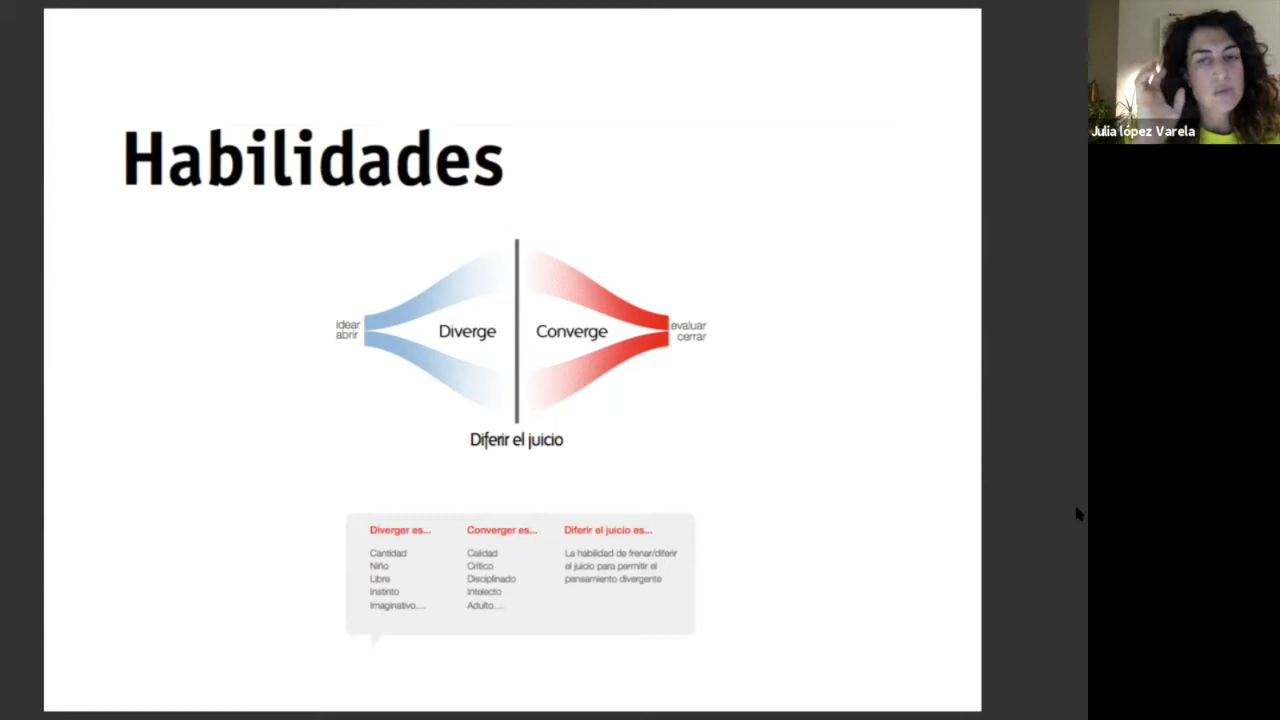 Habilidades
idear
abrir
Diverge
Converge
evaluar
cerrar
Diferir el juicio
Diverger es...
Cantidad
Niño
Libre
Instinto
Imaginativo....
Converger es...
Calidad
Crítico
Disciplinado
Intelecto
Adulto....
Diferir el juicio es...
La habilidad de frenar/diferir
el juicio para permitir el
pensamiento divergente
Julia lópez Varela